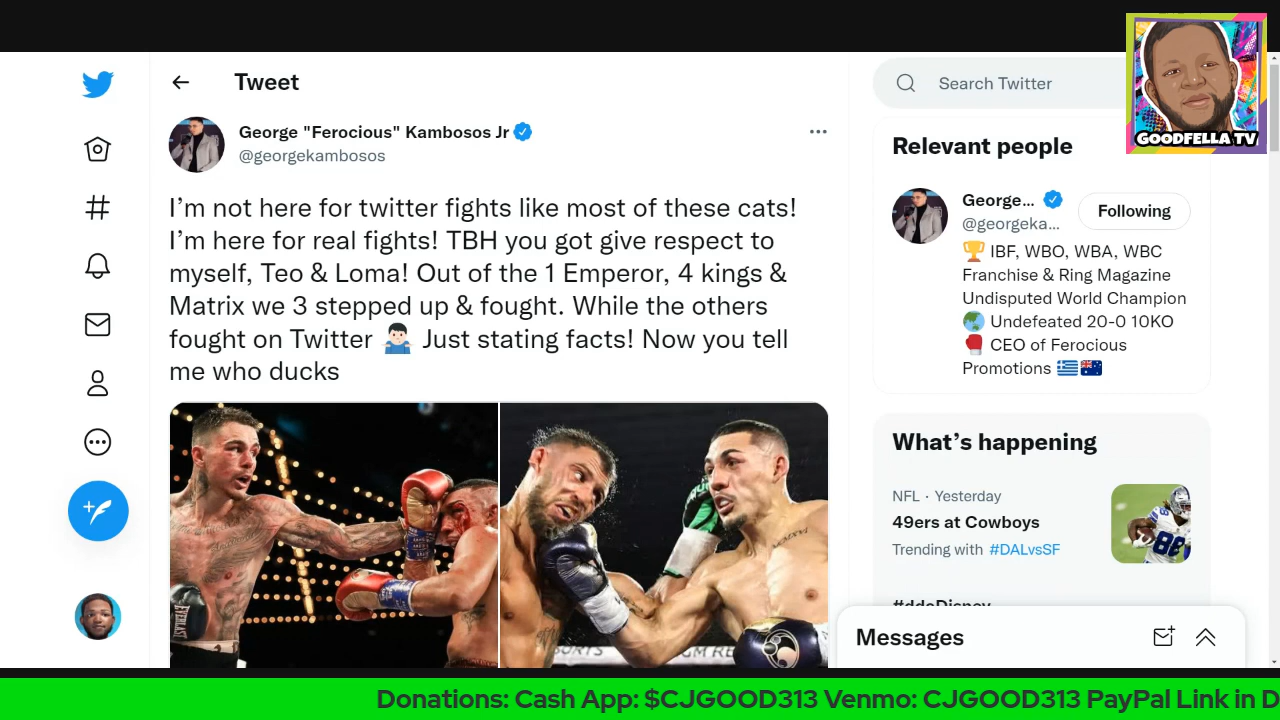 GOODFELLA TV
Tweet
Search Twitter
George "Ferocious" Kambosos Jr
@georgekambosos
I’m not here for twitter fights like most of these cats!
I’m here for real fights! TBH you got give respect to
myself, Teo & Loma! Out of the 1 Emperor, 4 kings &
Matrix we 3 stepped up & fought. While the others
fought on Twitter 🤷🏻‍♂️ Just stating facts! Now you tell
me who ducks
EVERLAST
Relevant people
George...
@georgeka...
Following
🏆 IBF, WBO, WBA, WBC
Franchise & Ring Magazine
Undisputed World Champion
🌏 Undefeated 20-0 10KO
🥊 CEO of Ferocious
Promotions 🇬🇷🇦🇺
What’s happening
NFL · Yesterday
49ers at Cowboys
Trending with #DALvsSF
88
Messages
Donations: Cash App: $CJGOOD313 Venmo: CJGOOD313 PayPal Link in D